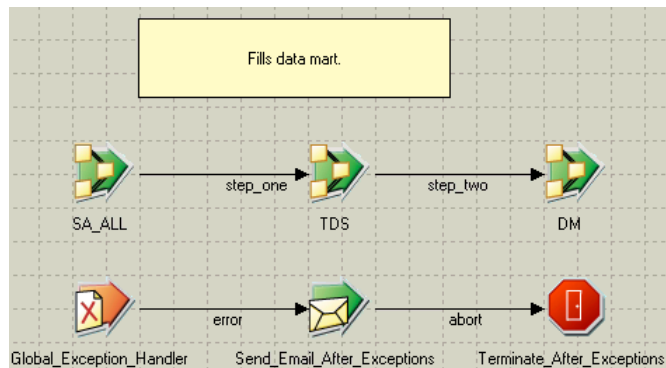 Fills data mart.
step_one
step_two
SA_ALL
TDS
DM
error
abort
Global_Exception_Handler
Send_Email_After_Exceptions
Terminate_After_Exceptions